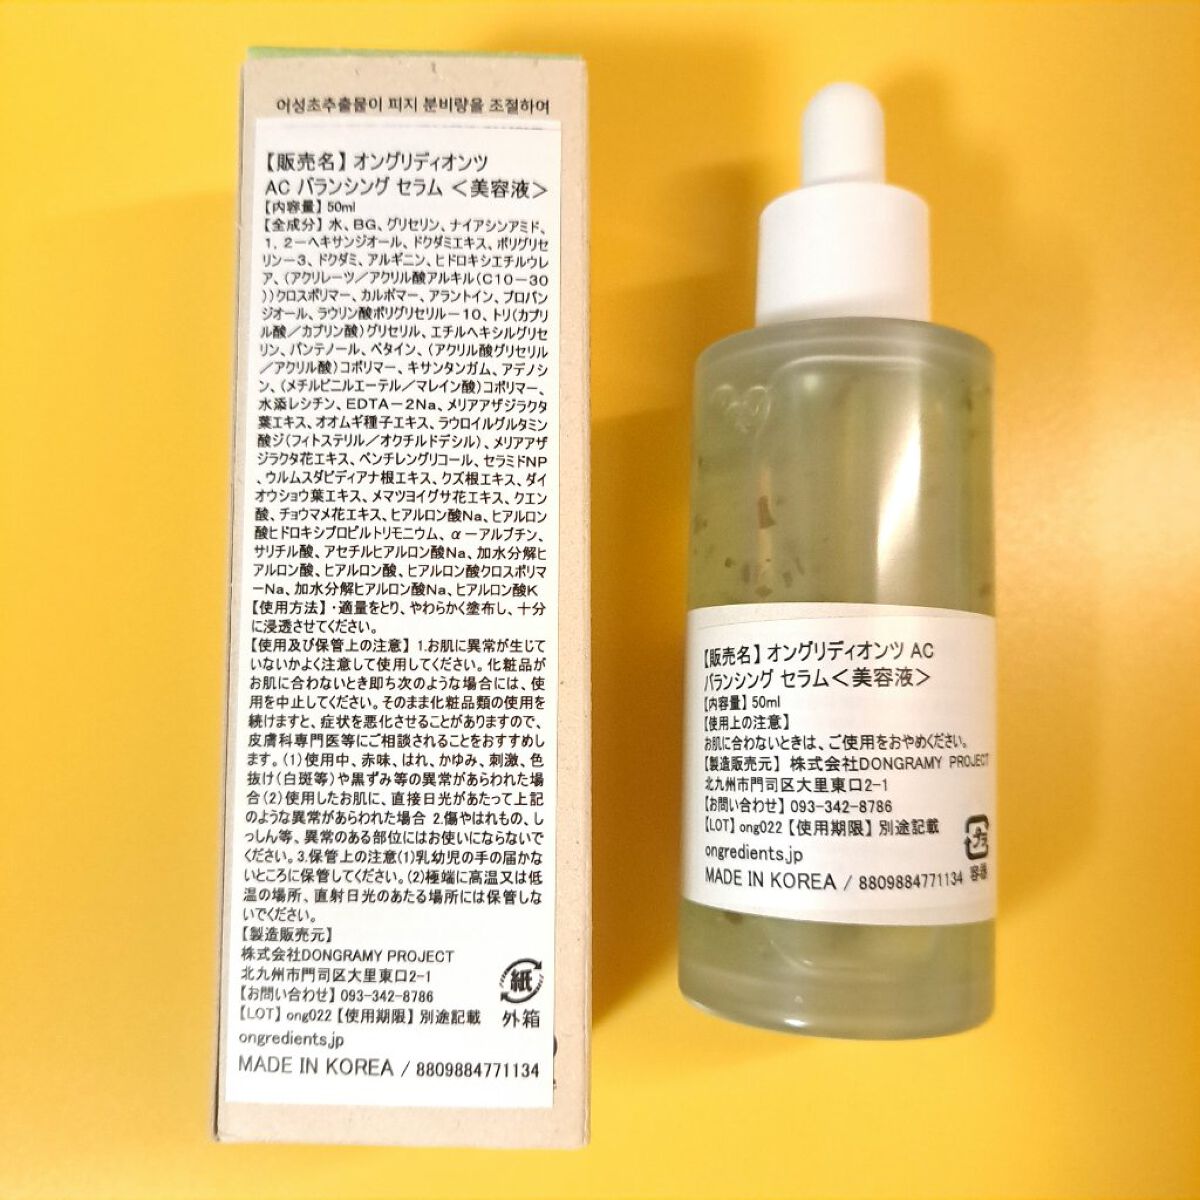 어성초추출물이 피지 분비량을 조절하여
【販売名】オングリディオンツ
AC バランシング セラム ＜美容液＞
【内容量】50ml
【全成分】水、BG、グリセリン、ナイアシンアミド、
1，2－ヘキサンジオール、ドクダミエキス、ポリグリセ
リン－3、ドクダミ、アルギニン、ヒドロキシエチルウレ
ア、（アクリレーツ／アクリル酸アルキル（C10－30
））クロスポリマー、カルボマー、アラントイン、プロパン
ジオール、ラウリン酸ポリグリセリル－10、トリ（カプリ
ル酸／カプリン酸）グリセリル、エチルヘキシルグリセ
リン、パンテノール、ベタイン、（アクリル酸グリセリル
／アクリル酸）コポリマー、キサンタンガム、アデノシ
ン、（メチルビニルエーテル／マレイン酸）コポリマー、
水添レシチン、EDTA－2Na、メリアアザジラクタ
葉エキス、オオムギ種子エキス、ラウロイルグルタミン
酸ジ（フィトステリル／オクチルドデシル）、メリアアザ
ジラクタ花エキス、ペンチレングリコール、セラミドNP
、ウルムスダビディアナ根エキス、クズ根エキス、ダイ
オウショウ葉エキス、メマツヨイグサ花エキス、クエン
酸、チョウマメ花エキス、ヒアルロン酸Na、ヒアルロン
酸ヒドロキシプロピルトリモニウム、α－アルブチン、
サリチル酸、アセチルヒアルロン酸Na、加水分解ヒ
アルロン酸、ヒアルロン酸、ヒアルロン酸クロスポリマ
ーNa、加水分解ヒアルロン酸Na、ヒアルロン酸K
【使用方法】・適量をとり、やわらかく塗布し、十分
に浸透させてください。
【使用及び保管上の注意】1.お肌に異常が生じて
いないかよく注意して使用してください。化粧品が
お肌に合わないとき即ち次のような場合には、使
用を中止してください。そのまま化粧品類の使用を
続けますと、症状を悪化させることがありますので、
皮膚科専門医等にご相談されることをおすすめし
ます。（1）使用中、赤味、はれ、かゆみ、刺激、色
抜け（白斑等）や黒ずみ等の異常があらわれた場
合（2）使用したお肌に、直接日光があたって上記
のような異常があらわれた場合 2.傷やはれもの、し
っしん等、異常のある部位にはお使いにならないで
ください。3.保管上の注意（1）乳幼児の手の届かな
いところに保管してください。（2）極端に高温又は低
温の場所、直射日光のあたる場所には保管しな
いでください。
【製造販売元】
株式会社DONGRAMY PROJECT
北九州市門司区大里東口2-1
【お問い合わせ】093-342-8786
【LOT】ong022【使用期限】別途記載
ongredients.jp
MADE IN KOREA / 8809884771134
紙
外箱
【販売名】オングリディオンツ AC
バランシング セラム＜美容液＞
【内容量】50ml
【使用上の注意】
お肌に合わないときは、ご使用をおやめください。
【製造販売元】株式会社DONGRAMY PROJECT
北九州市門司区大里東口2-1
【お問い合わせ】093-342-8786
【LOT】ong022【使用期限】別途記載
ongredients.jp
MADE IN KOREA / 8809884771134
プラ
容器